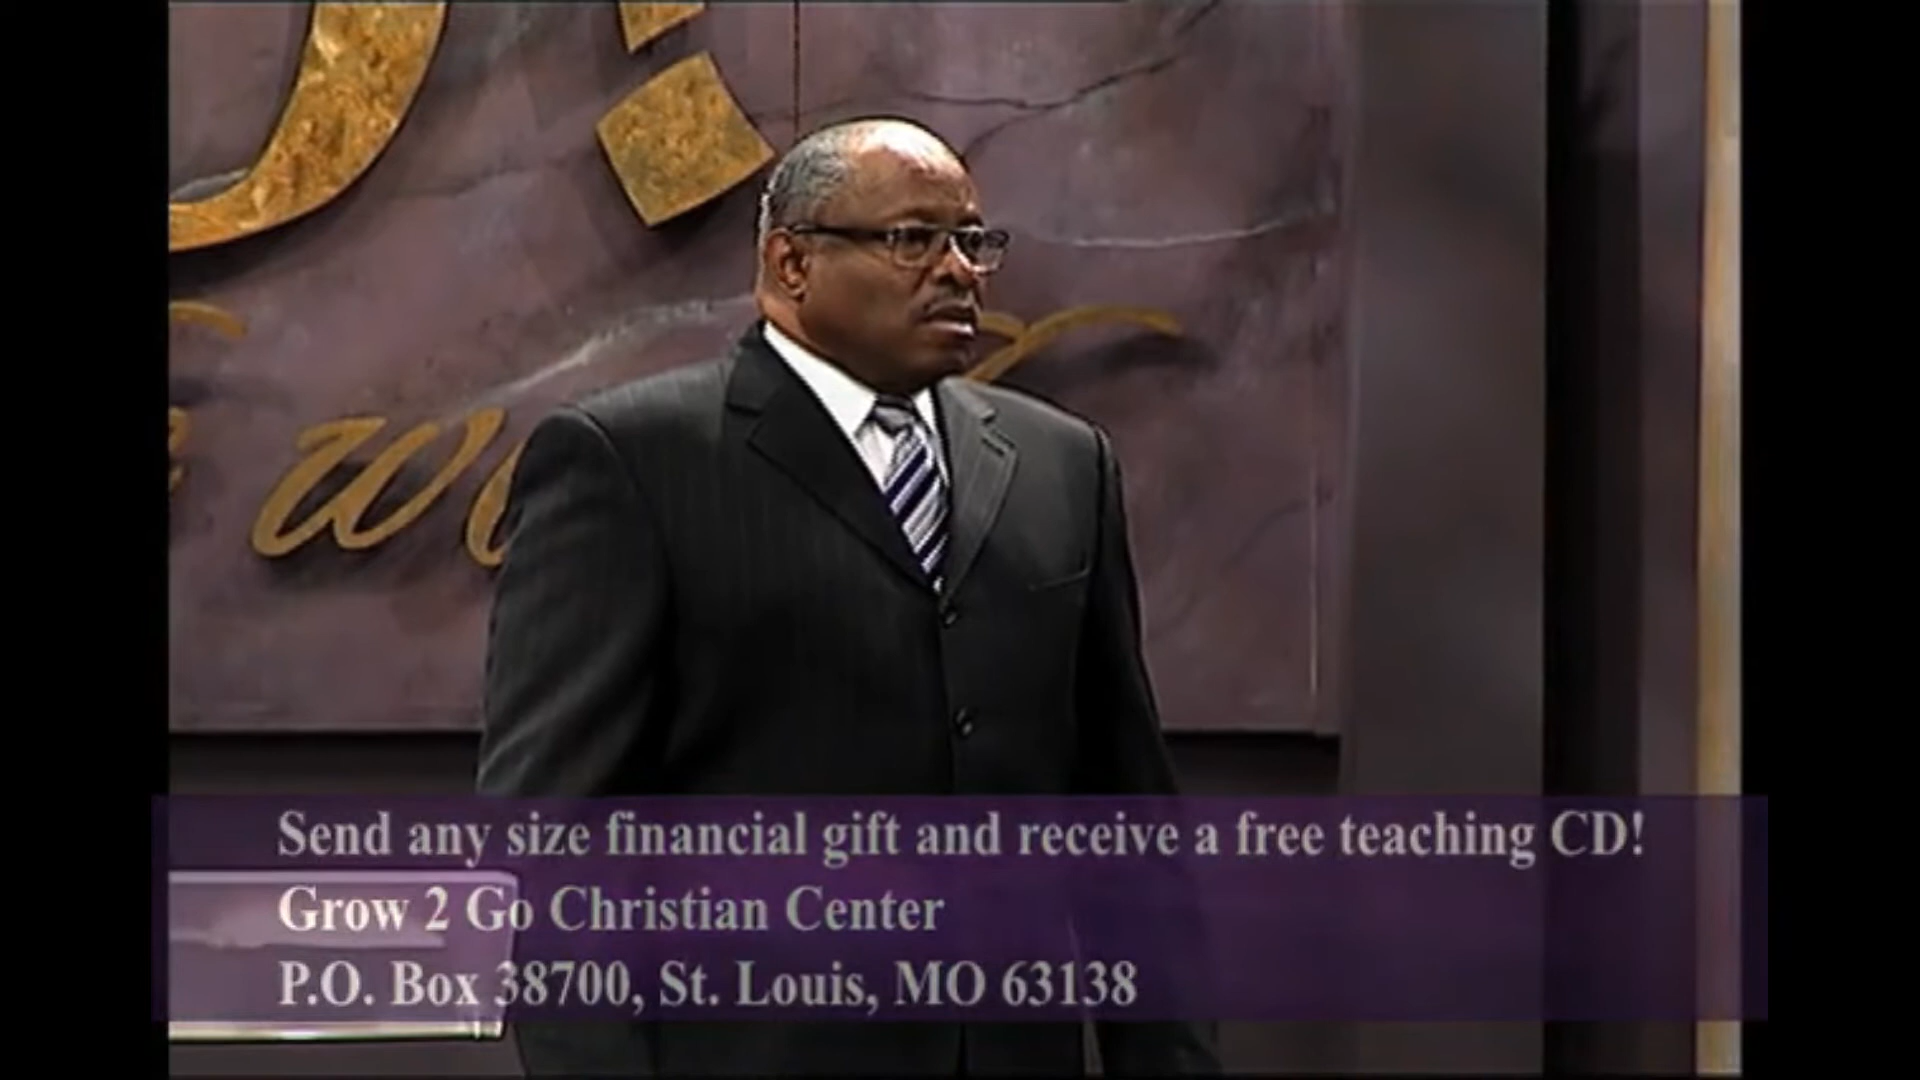 Send any size financial gift and receive a free teaching CD!
Grow 2 Go Christian Center
P.O. Box 38700, St. Louis, MO 63138